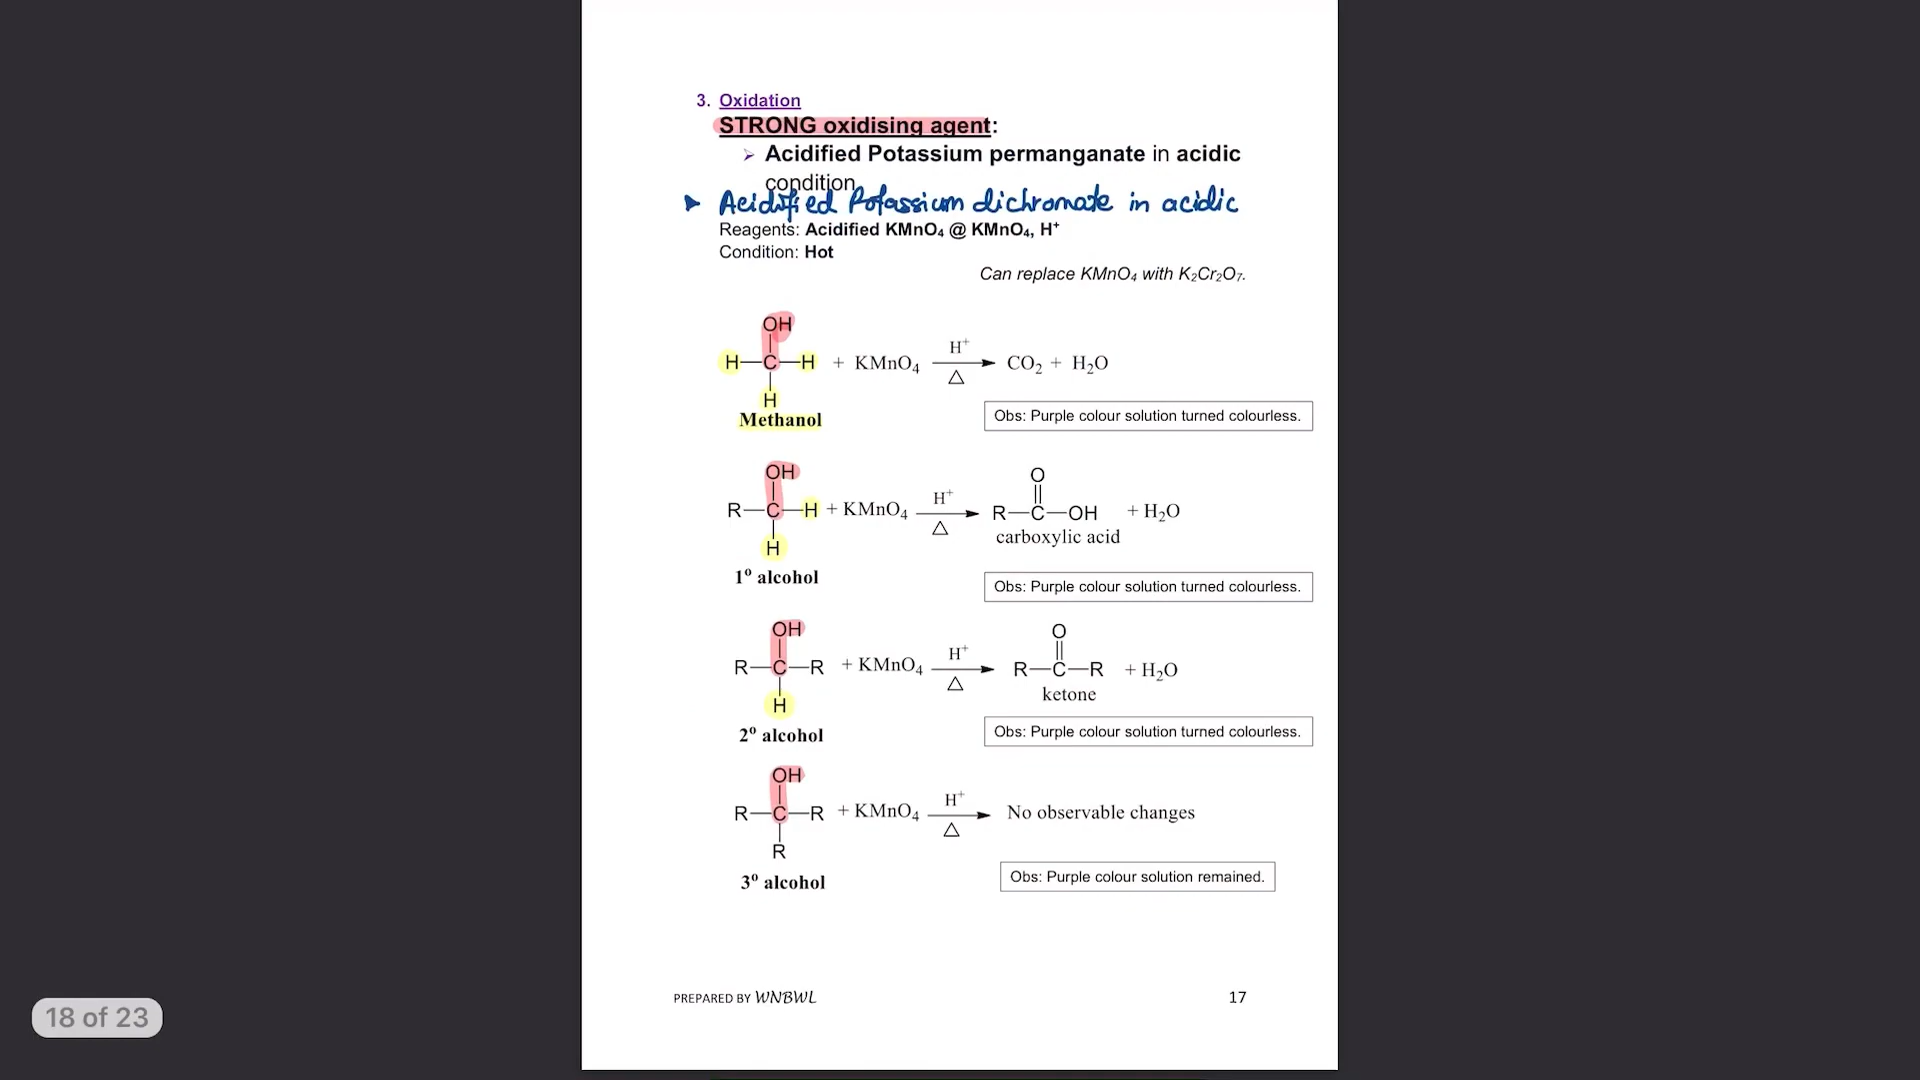 3. Oxidation
STRONG oxidising agent:
➢ Acidified Potassium permanganate in acidic
condition
➤ Acidified Potassium dichromate in acidic
Reagents: Acidified KMnO₄ @ KMnO₄, H⁺
Condition: Hot
Can replace KMnO₄ with K₂Cr₂O₇.
OH
H—C—H + KMnO₄ H⁺ △ CO₂ + H₂O
H
Methanol
Obs: Purple colour solution turned colourless.
OH O
R—C—H + KMnO₄ H⁺ △ R—C—OH + H₂O
H carboxylic acid
1º alcohol
Obs: Purple colour solution turned colourless.
OH O
R—C—R + KMnO₄ H⁺ △ R—C—R + H₂O
H ketone
2º alcohol
Obs: Purple colour solution turned colourless.
OH
R—C—R + KMnO₄ H⁺ △ No observable changes
R
3º alcohol
Obs: Purple colour solution remained.
PREPARED BY WNBWL 17
18 of 23